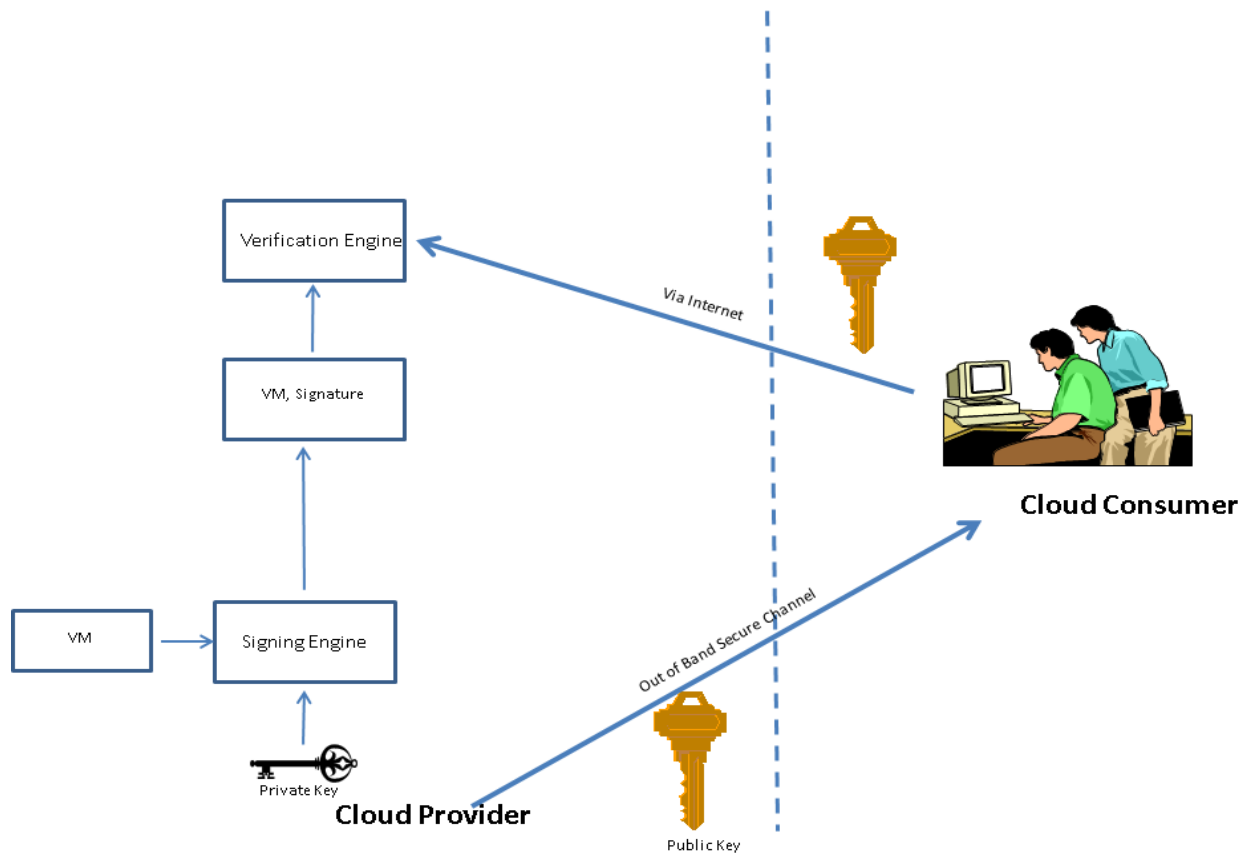 Verification Engine
Via Internet
VM, Signature
Cloud Consumer
Out of Band Secure Channel
VM
Signing Engine
Private Key
Cloud Provider
Public Key